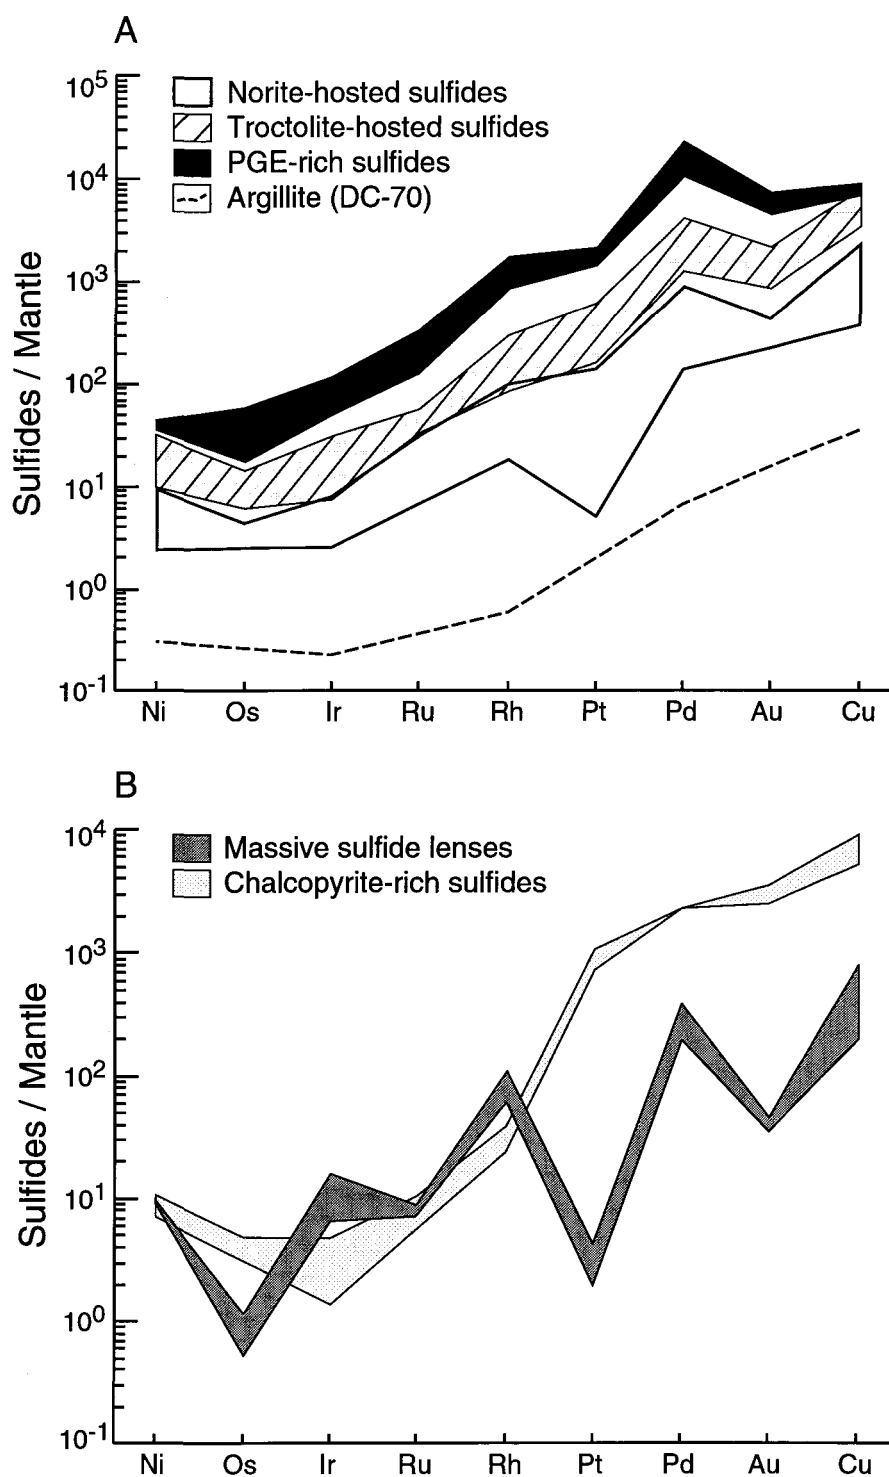 A
10^5
10^4
10^3
10^2
10^1
10^0
10^-1
Sulfides / Mantle
Norite-hosted sulfides
Troctolite-hosted sulfides
PGE-rich sulfides
Argillite (DC-70)
Ni Os Ir Ru Rh Pt Pd Au Cu
B
10^4
10^3
10^2
10^1
10^0
10^-1
Sulfides / Mantle
Massive sulfide lenses
Chalcopyrite-rich sulfides
Ni Os Ir Ru Rh Pt Pd Au Cu